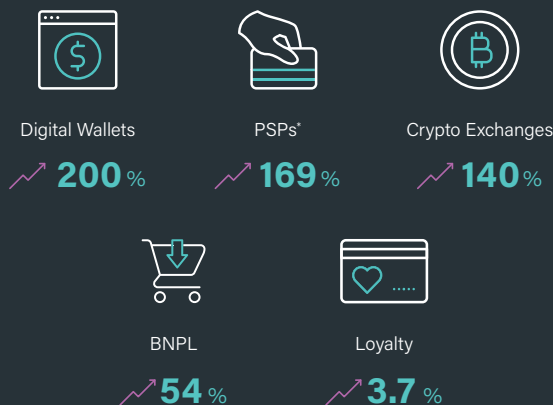 Digital Wallets PSPs* Crypto Exchanges
200 % 169 % 140 %
BNPL Loyalty
54 % 3.7 %